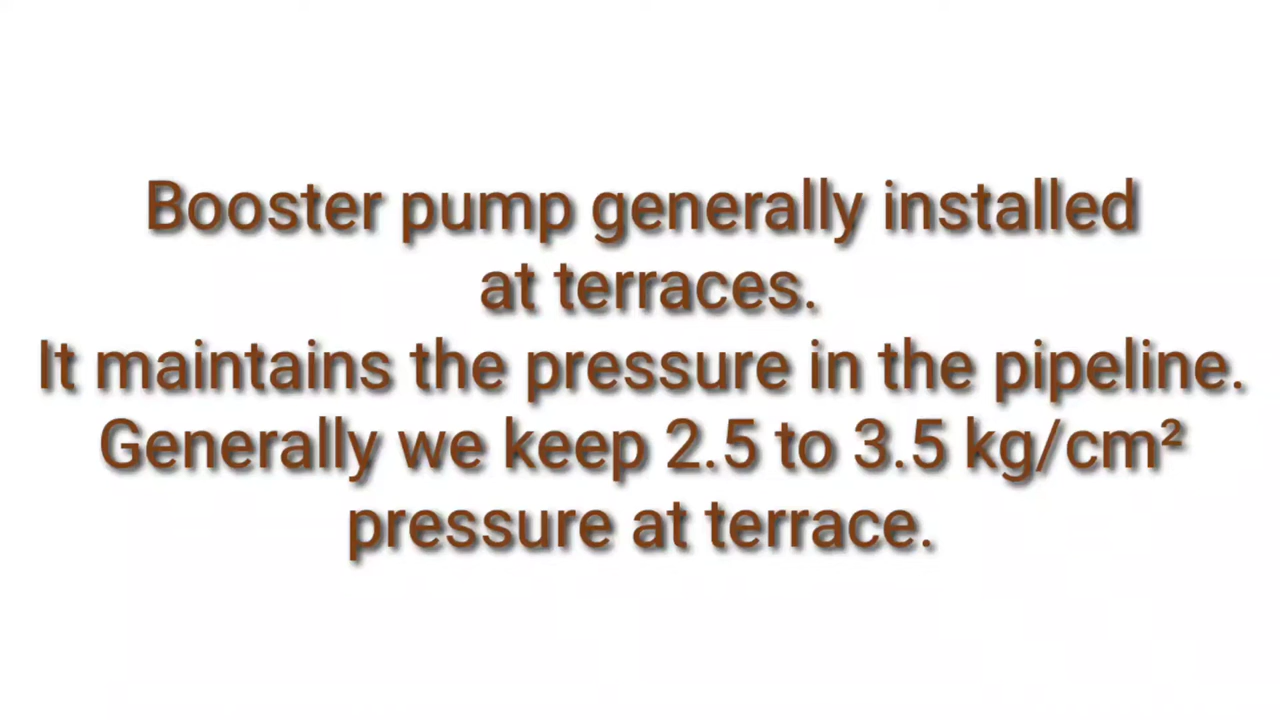 Booster pump generally installed
at terraces.
It maintains the pressure in the pipeline.
Generally we keep 2.5 to 3.5 kg/cm²
pressure at terrace.